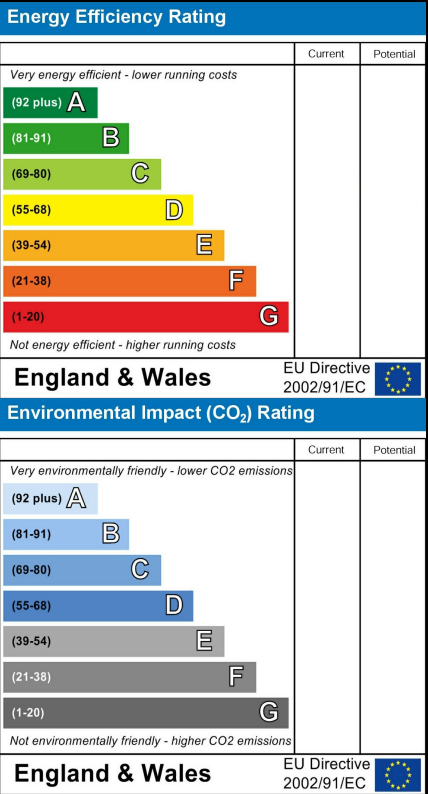 Energy Efficiency Rating
Current Potential
Very energy efficient - lower running costs
(92 plus) A
(81-91) B
(69-80) C
(55-68) D
(39-54) E
(21-38) F
(1-20) G
Not energy efficient - higher running costs
England & Wales
EU Directive
2002/91/EC
Environmental Impact (CO₂) Rating
Current Potential
Very environmentally friendly - lower CO2 emissions
(92 plus) A
(81-91) B
(69-80) C
(55-68) D
(39-54) E
(21-38) F
(1-20) G
Not environmentally friendly - higher CO2 emissions
England & Wales
EU Directive
2002/91/EC